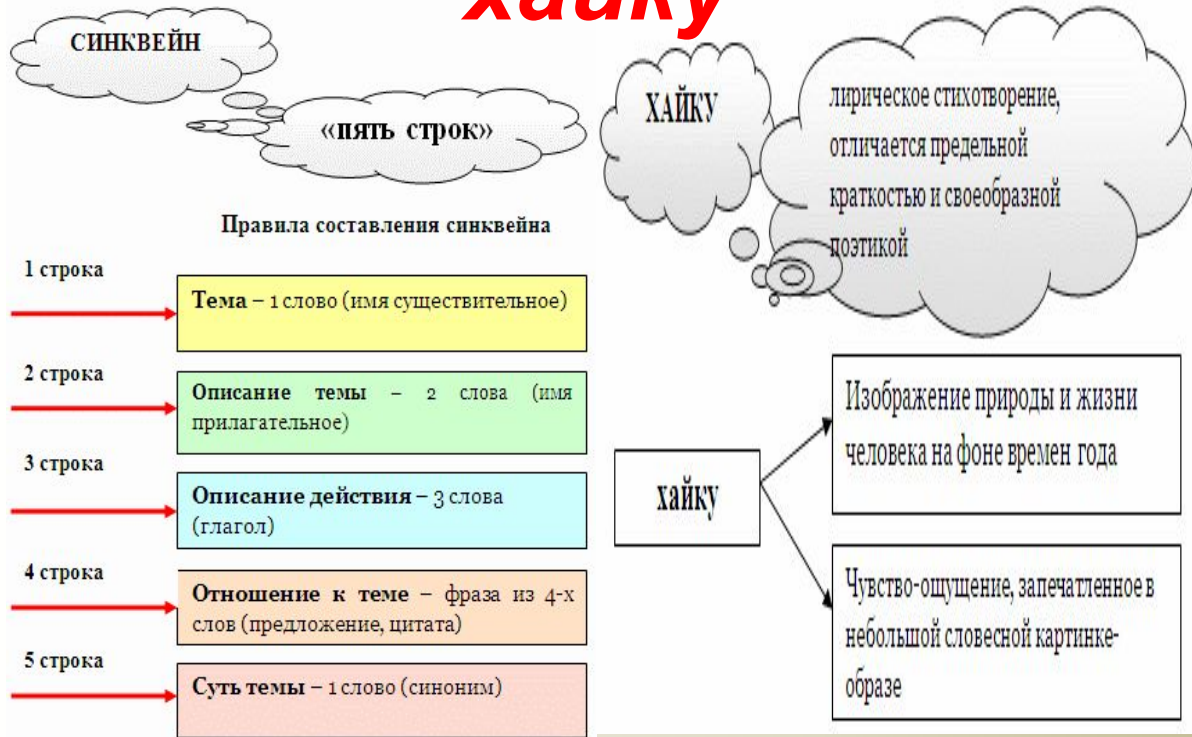 хайку
СИНКВЕЙН
«пять строк»
Правила составления синквейна
1 строка
Тема – 1 слово (имя существительное)
2 строка
Описание темы – 2 слова (имя
прилагательное)
3 строка
Описание действия – 3 слова
(глагол)
4 строка
Отношение к теме – фраза из 4-х
слов (предложение, цитата)
5 строка
Суть темы – 1 слово (синоним)
ХАЙКУ
лирическое стихотворение,
отличается предельной
краткостью и своеобразной
поэтикой
хайку
Изображение природы и жизни
человека на фоне времен года
Чувство-ощущение, запечатленное в
небольшой словесной картинке-
образе